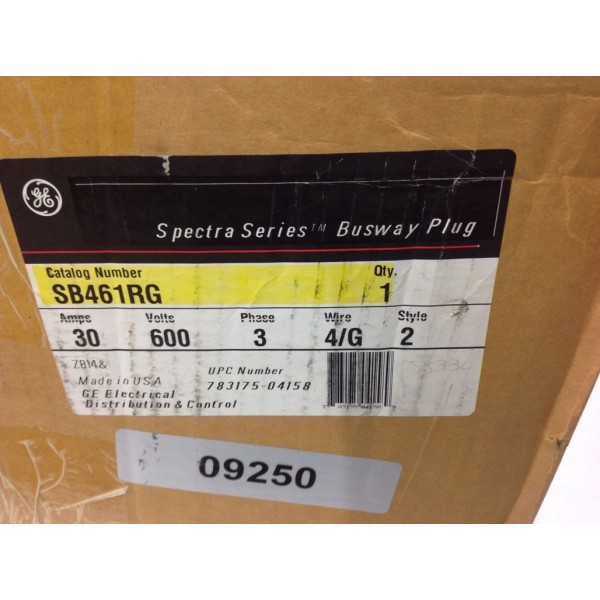 GE
Spectra Series™ Busway Plug
Catalog Number Qty.
SB461RG 1
Amps Volts Phase Wire Style
30 600 3 4/G 2
UPC Number
Made in USA 783175-04158
GE Electrical
Distribution & Control
09250